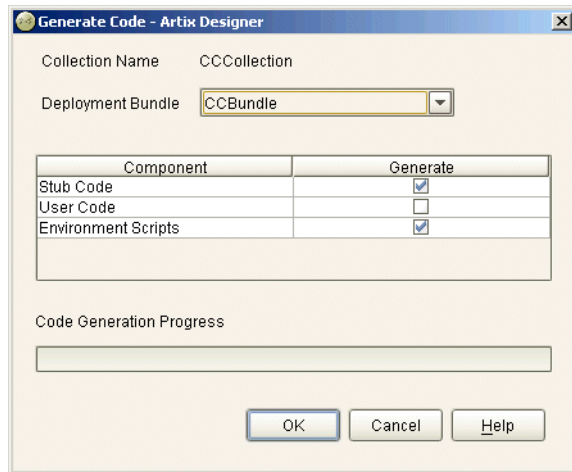 Generate Code - Artix Designer
Collection Name CCCollection
Deployment Bundle CCBundle
Component Generate
Stub Code
User Code
Environment Scripts
Code Generation Progress
OK Cancel Help